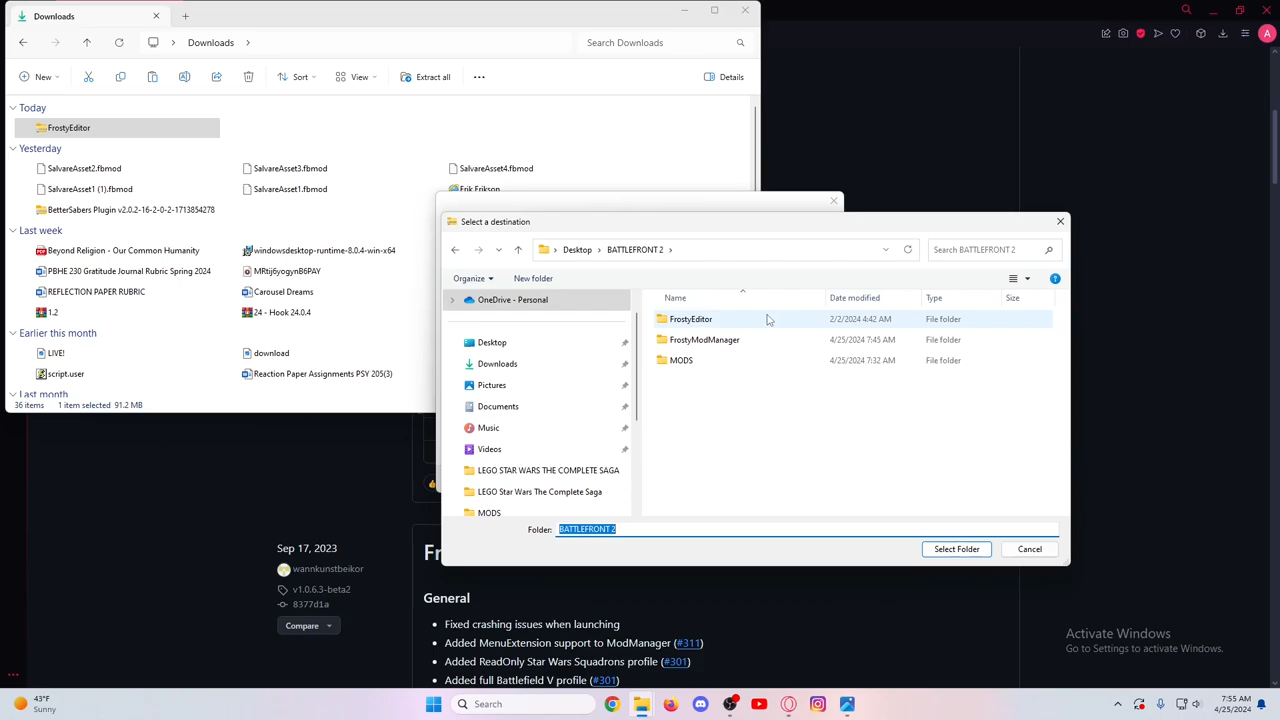 Downloads
Downloads
Search Downloads
New
Sort
View
Extract all
Details
Today
FrostyEditor
Yesterday
SalvareAsset2.fbmod
SalvareAsset3.fbmod
SalvareAsset4.fbmod
SalvareAsset1 (1).fbmod
SalvareAsset1.fbmod
Erik Erikson
BetterSabers Plugin v2.0.2-16-2-0-2-1713854278
Last week
Beyond Religion - Our Common Humanity
windowsdesktop-runtime-8.0.4-win-x64
PBHE 230 Gratitude Journal Rubric Spring 2024
MRtij6yogynB6PAY
REFLECTION PAPER RUBRIC
Carousel Dreams
1.2
24 - Hook 24.0.4
Earlier this month
LIVE!
download
script.user
Reaction Paper Assignments PSY 205(3)
Last month
36 items
1 item selected 91.2 MB
A
Select a destination
Desktop
BATTLEFRONT 2
Search BATTLEFRONT 2
Organize
New folder
OneDrive - Personal
Desktop
Downloads
Pictures
Documents
Music
Videos
LEGO STAR WARS THE COMPLETE SAGA
LEGO Star Wars The Complete Saga
MODS
Name
Date modified
Type
Size
FrostyEditor
2/2/2024 4:42 AM
File folder
FrostyModManager
4/25/2024 7:45 AM
File folder
MODS
4/25/2024 7:32 AM
File folder
Folder:
BATTLEFRONT 2
Select Folder
Cancel
Sep 17, 2023
wannkunstbeikor
v1.0.6.3-beta2
8377d1a
Compare
General
Fixed crashing issues when launching
Added MenuExtension support to ModManager (#311)
Added ReadOnly Star Wars Squadrons profile (#301)
Added full Battlefield V profile (#301)
Activate Windows
Go to Settings to activate Windows.
43°F
Sunny
Search
7:55 AM
4/25/2024